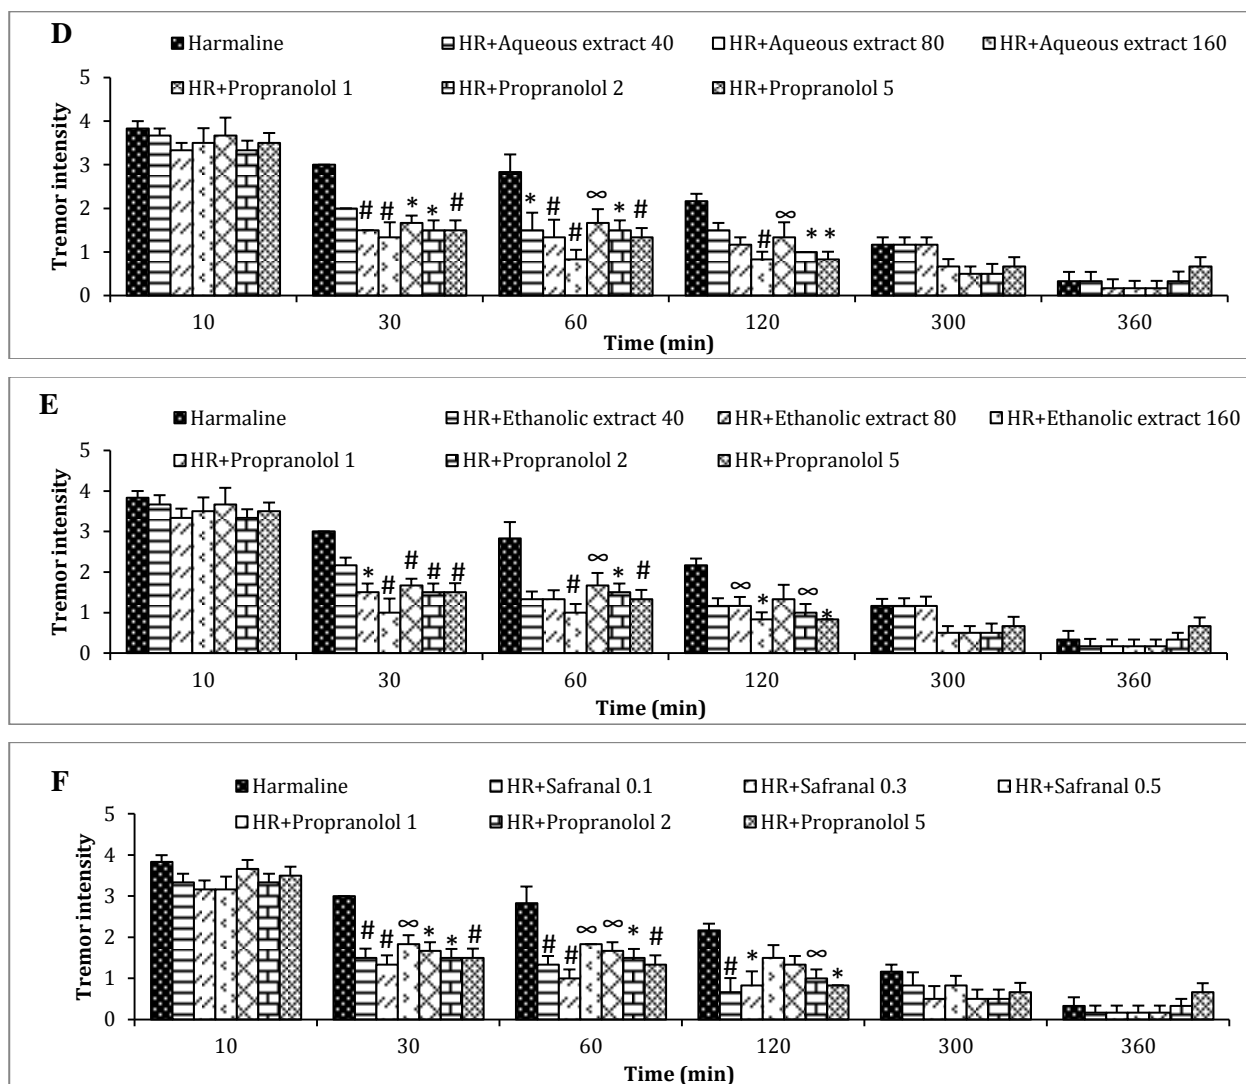 D
Harmaline HR+Aqueous extract 40 HR+Aqueous extract 80 HR+Aqueous extract 160
HR+Propranolol 1 HR+Propranolol 2 HR+Propranolol 5
Tremor intensity
5
4
3
2
1
0
# # * * #
* # # ∞ * #
# ∞ * *
10 30 60 120 300 360
Time (min)
E
Harmaline HR+Ethanolic extract 40 HR+Ethanolic extract 80 HR+Ethanolic extract 160
HR+Propranolol 1 HR+Propranolol 2 HR+Propranolol 5
Tremor intensity
5
4
3
2
1
0
* # # # #
# ∞ * #
∞ * ∞ *
10 30 60 120 300 360
Time (min)
F
Harmaline HR+Safranal 0.1 HR+Safranal 0.3 HR+Safranal 0.5
HR+Propranolol 1 HR+Propranolol 2 HR+Propranolol 5
Tremor intensity
5
4
3
2
1
0
# # ∞ * * #
# # ∞ ∞ * #
# * ∞ *
10 30 60 120 300 360
Time (min)